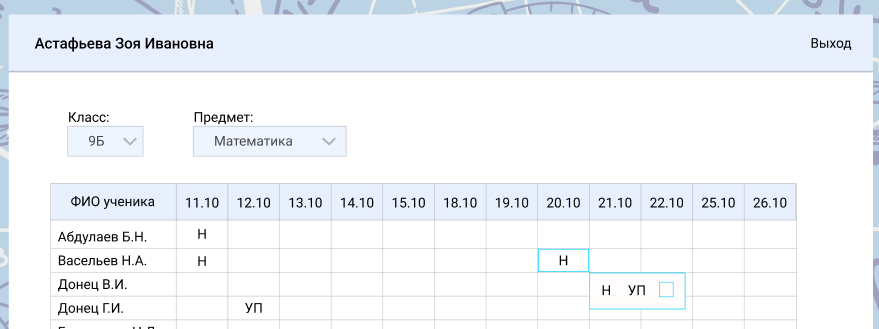 Астафьева Зоя Ивановна Выход
Класс: Предмет:
9Б Математика
ФИО ученика 11.10 12.10 13.10 14.10 15.10 18.10 19.10 20.10 21.10 22.10 25.10 26.10
Абдулаев Б.Н. Н
Васельев Н.А. Н Н
Донец В.И. Н УП
Донец Г.И. УП